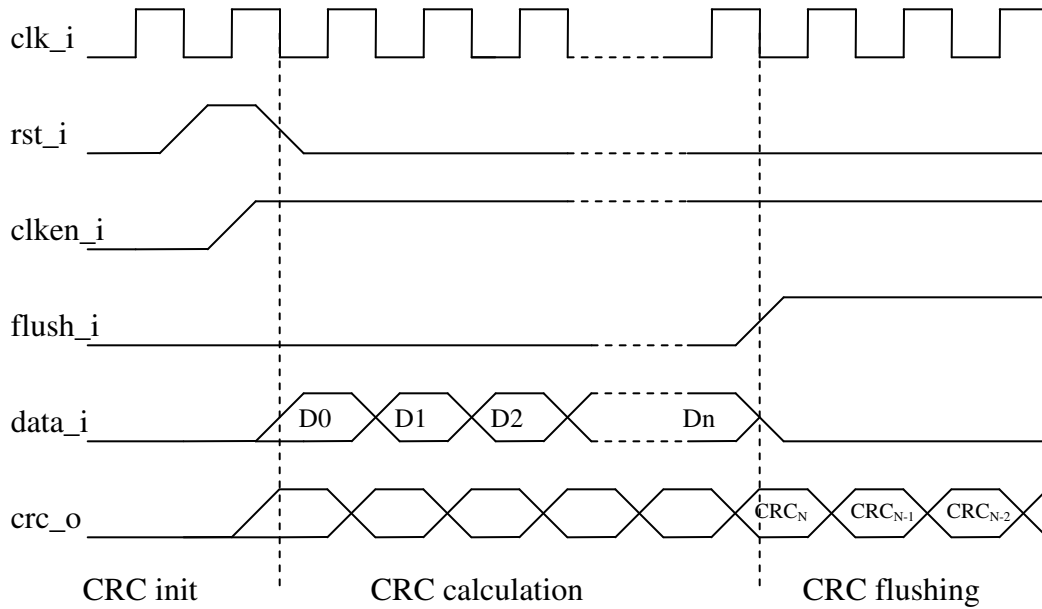 clk_i
rst_i
clken_i
flush_i
data_i D0 D1 D2 Dn
crc_o CRC_N CRC_N-1 CRC_N-2
CRC init CRC calculation CRC flushing